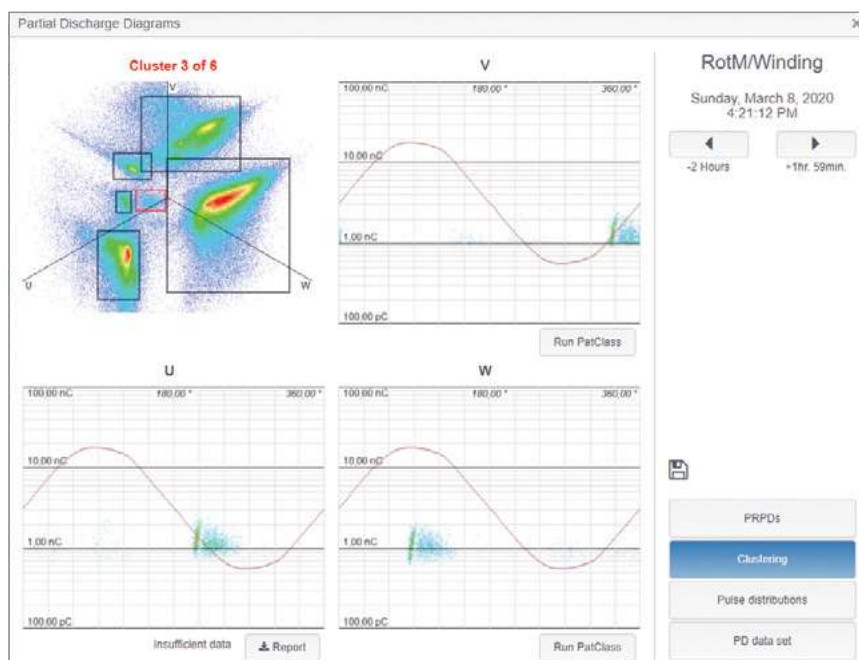 Partial Discharge Diagrams
×
Cluster 3 of 6
V
U
W
V
100,00 nC
180,00 °
360,00 °
10,00 nC
1,00 nC
100,00 pC
Run PatClass
RotM/Winding
Sunday, March 8, 2020
4:21:12 PM
-2 Hours
+1hr. 59min.
U
100,00 nC
180,00 °
360,00 °
10,00 nC
1,00 nC
100,00 pC
Insufficient data
Report
W
100,00 nC
180,00 °
360,00 °
10,00 nC
1,00 nC
100,00 pC
Run PatClass
PRPDs
Clustering
Pulse distributions
PD data set